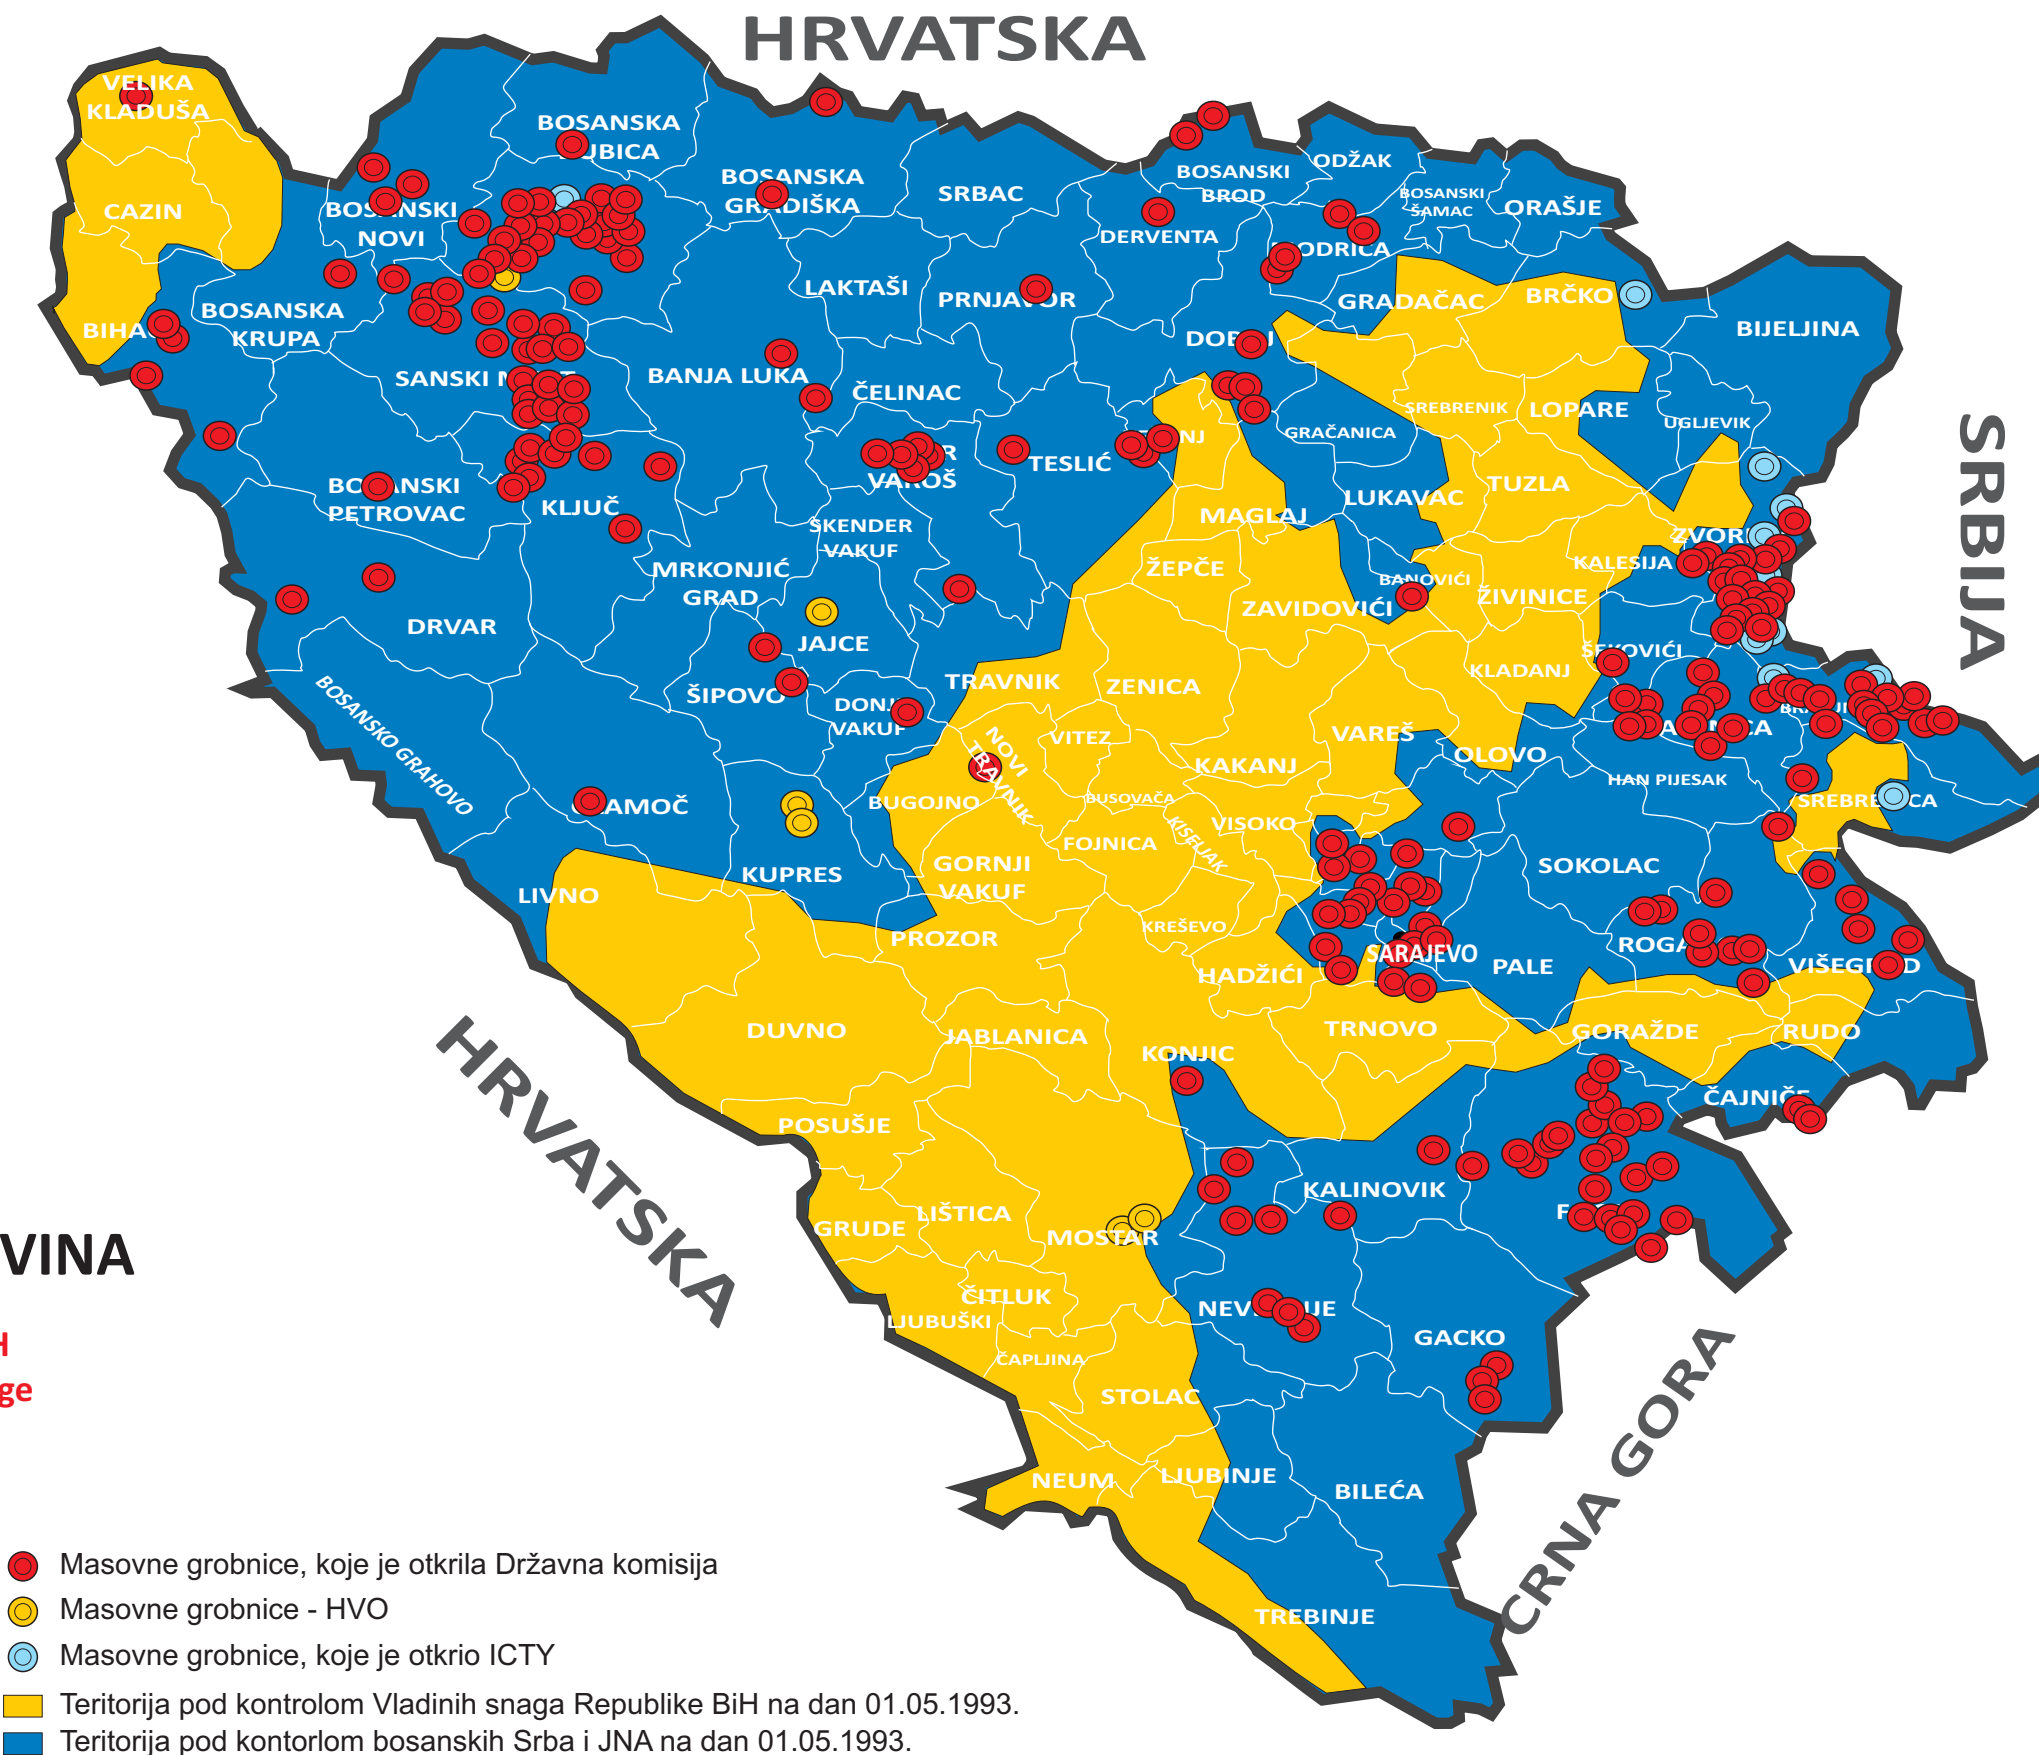 HRVATSKA
VELIKA
KLADUŠA
CAZIN
BOSANSKI
NOVI
BOSANSKA
BOSANSKA
GRADIŠKA
SRBAC
BOSANSKI
BROD
ODŽAK
BOSANSKI
ŠAMAC
ORAŠJE
DERVENTA
LAKTAŠI
PRNJAVOR
GRADAČAC
BRČKO
BIJELJINA
BOSANSKA
KRUPA
BANJA LUKA
ČELINAC
SREBRENIK
LOPARE
UGLJEVIK
GRAČANICA
SRBIJA
TESLIĆ
VAROŠ
BOSANSKI
PETROVAC
KLJUČ
ŠKENDER
VAKUF
MAGLAJ
LUKAVAC
TUZLA
KALESIJA
MRKONJIĆ
GRAD
ŽEPČE
BANOVIĆI
ŽIVINICE
ZAVIDOVIĆI
DRVAR
JAJCE
ŠEKOVIĆI
KLADANJ
BOSANSKO GRAHOVO
ŠIPOVO
TRAVNIK
ZENICA
DONJI
VAKUF
NOVI
TRAVNIK
VITEZ
VAREŠ
OLOVO
KAKANJ
HAN PIJESAK
BUGOJNO
BUSOVAČA
VISOKO
KISELJAK
FOJNICA
KUPRES
GORNJI
VAKUF
SOKOLAC
LIVNO
PROZOR
KREŠEVO
SARAJEVO
HADŽIĆI
PALE
HRVATSKA
DUVNO
JABLANICA
KONJIC
TRNOVO
GORAŽDE
RUDO
ČAJNIČE
POSUŠJE
KALINOVIK
GRUDE
LIŠTICA
MOSTAR
VINA
ČITLUK
LJUBUŠKI
GACKO
H
ge
ČAPLJINA
STOLAC
CRNA GORA
NEUM
LJUBINJE
BILEĆA
TREBINJE
Masovne grobnice, koje je otkrila Državna komisija
Masovne grobnice - HVO
Masovne grobnice, koje je otkrio ICTY
Teritorija pod kontrolom Vladinih snaga Republike BiH na dan 01.05.1993.
Teritorija pod kontorlom bosanskih Srba i JNA na dan 01.05.1993.